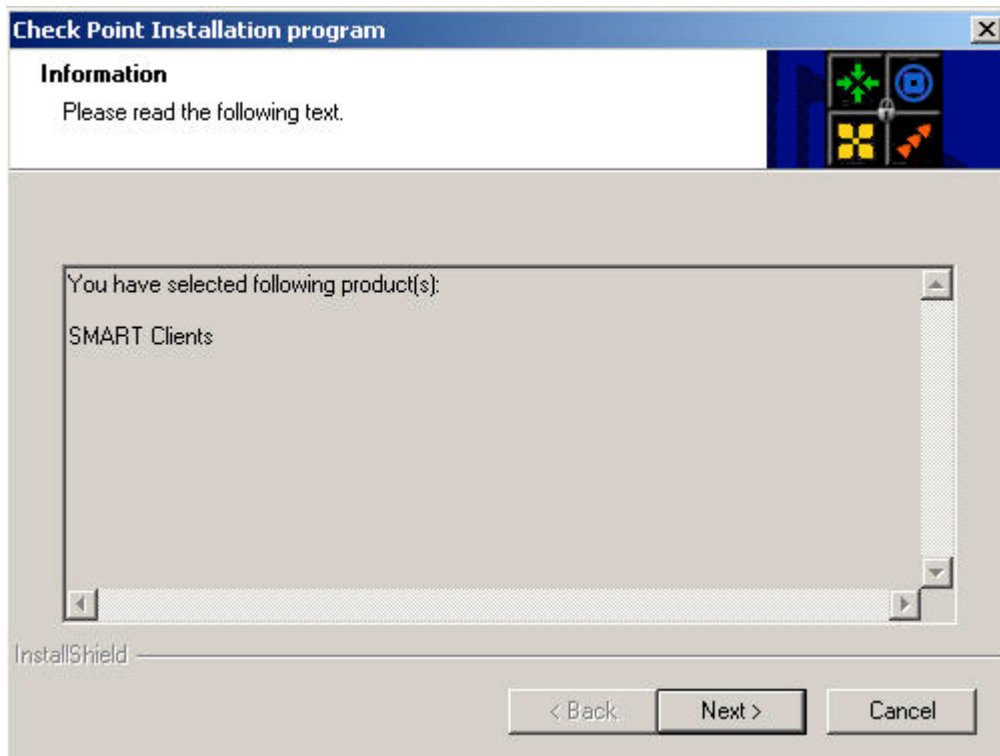 Check Point Installation program
Information
Please read the following text.
You have selected following product(s):
SMART Clients
InstallShield
< Back
Next >
Cancel